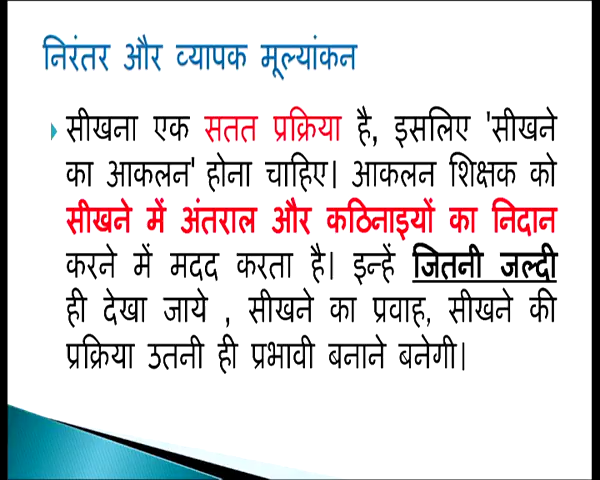 निरंतर और व्यापक मूल्यांकन
सीखना एक सतत प्रक्रिया है, इसलिए 'सीखने
का आकलन' होना चाहिए। आकलन शिक्षक को
सीखने में अंतराल और कठिनाइयों का निदान
करने में मदद करता है। इन्हें जितनी जल्दी
ही देखा जाये , सीखने का प्रवाह, सीखने की
प्रक्रिया उतनी ही प्रभावी बनाने बनेगी।